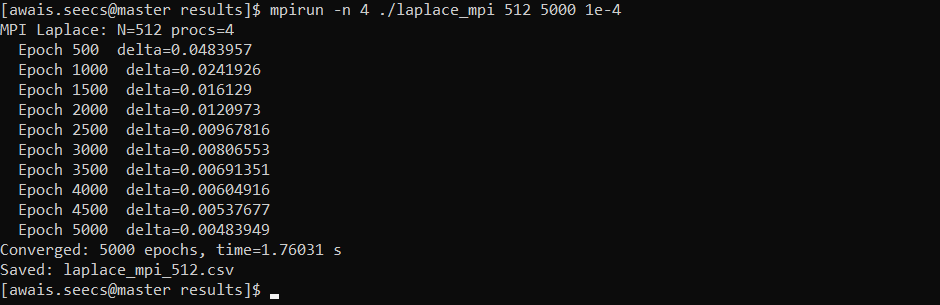 [awais.seecs@master results]$ mpirun -n 4 ./laplace_mpi 512 5000 1e-4
MPI Laplace: N=512 procs=4
  Epoch 500  delta=0.0483957
  Epoch 1000  delta=0.0241926
  Epoch 1500  delta=0.016129
  Epoch 2000  delta=0.0120973
  Epoch 2500  delta=0.00967816
  Epoch 3000  delta=0.00806553
  Epoch 3500  delta=0.00691351
  Epoch 4000  delta=0.00604916
  Epoch 4500  delta=0.00537677
  Epoch 5000  delta=0.00483949
Converged: 5000 epochs, time=1.76031 s
Saved: laplace_mpi_512.csv
[awais.seecs@master results]$